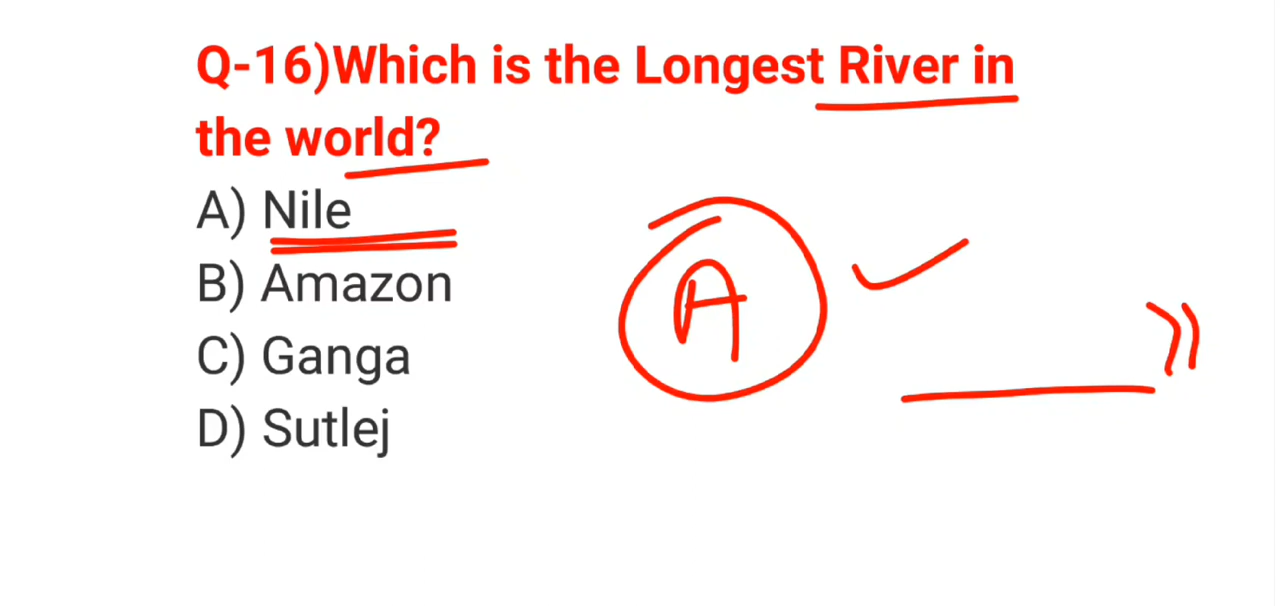 Q-16)Which is the Longest River in
the world?
A) Nile
B) Amazon
C) Ganga
D) Sutlej
A